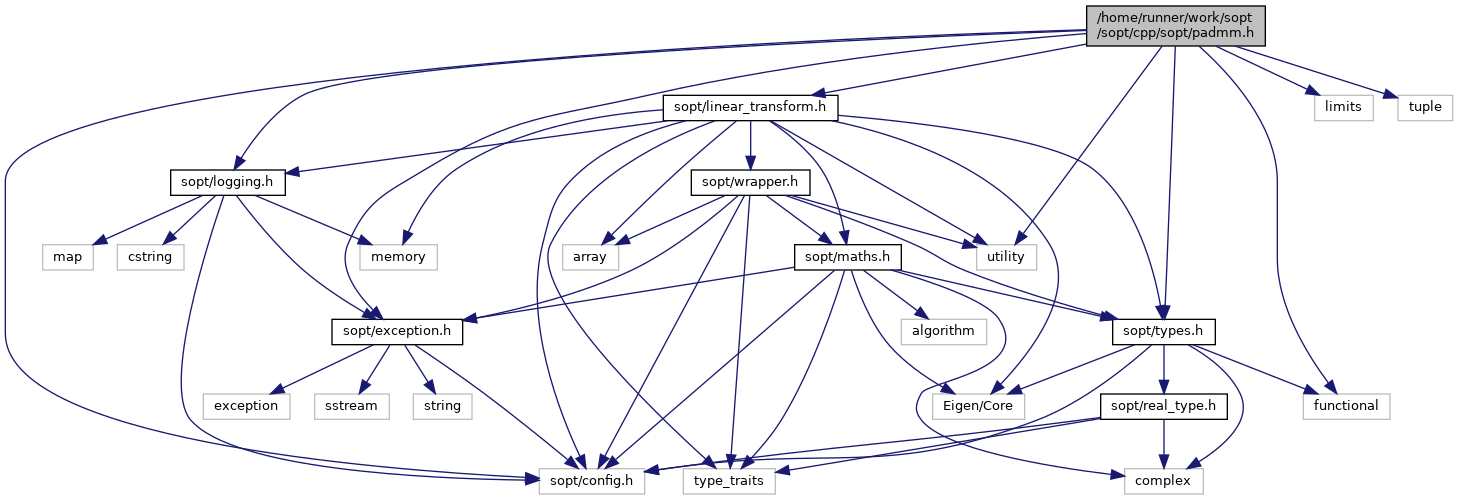 /home/runner/work/sopt
/sopt/cpp/sopt/padmm.h
sopt/linear_transform.h
limits
tuple
sopt/logging.h
sopt/wrapper.h
map
cstring
memory
array
sopt/maths.h
utility
sopt/exception.h
algorithm
sopt/types.h
exception
sstream
string
Eigen/Core
sopt/real_type.h
functional
sopt/config.h
type_traits
complex